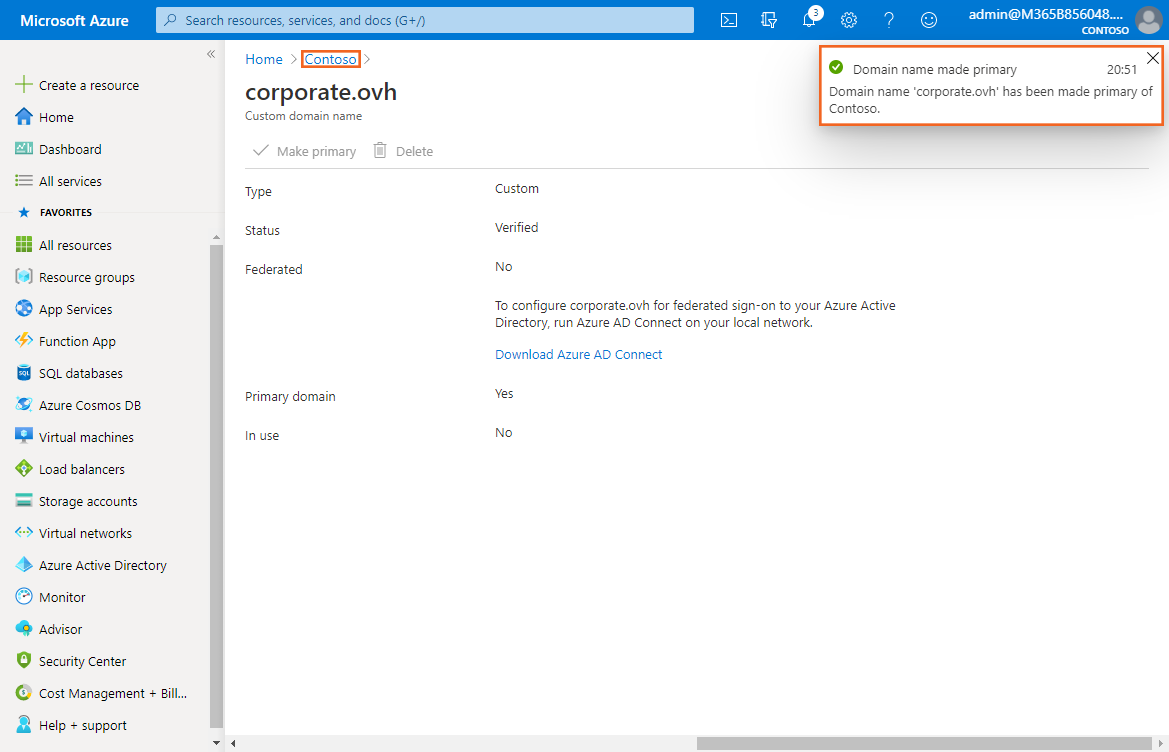 Microsoft Azure
Search resources, services, and docs (G+/)
3
admin@M365B856048....
CONTOSO
Create a resource
Home
Dashboard
All services
FAVORITES
All resources
Resource groups
App Services
Function App
SQL databases
Azure Cosmos DB
Virtual machines
Load balancers
Storage accounts
Virtual networks
Azure Active Directory
Monitor
Advisor
Security Center
Cost Management + Bill...
Help + support
Home > Contoso >
corporate.ovh
Custom domain name
Make primary Delete
Type Custom
Status Verified
Federated No
To configure corporate.ovh for federated sign-on to your Azure Active
Directory, run Azure AD Connect on your local network.
Download Azure AD Connect
Primary domain Yes
In use No
Domain name made primary 20:51
Domain name 'corporate.ovh' has been made primary of
Contoso.